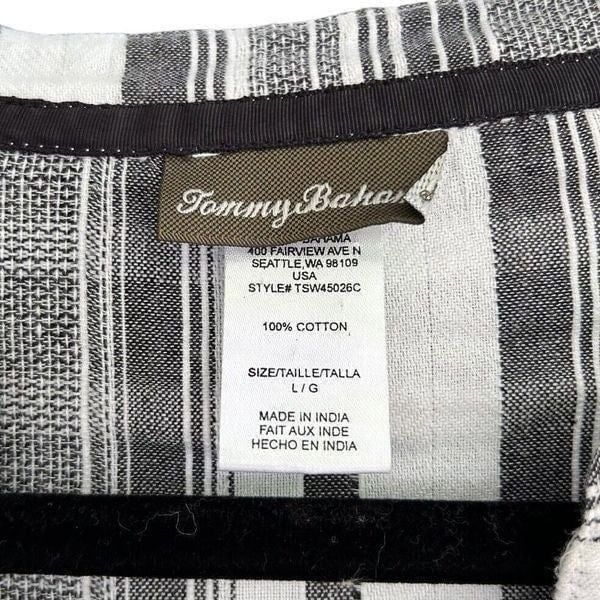 Tommy Baha
BAHAMA
400 FAIRVIEW AVE N
SEATTLE, WA 98109
USA
STYLE# TSW45026C
100% COTTON
SIZE/TAILLE/TALLA
L / G
MADE IN INDIA
FAIT AUX INDE
HECHO EN INDIA